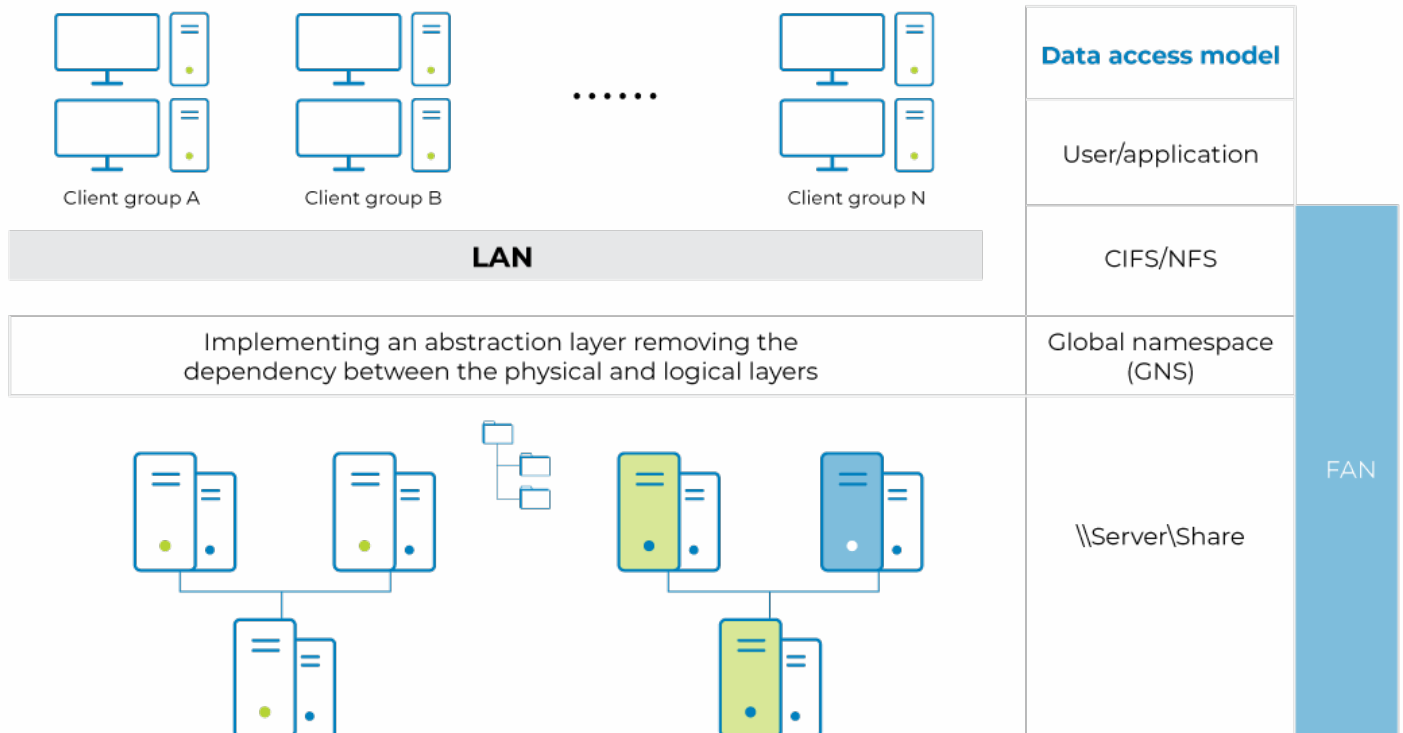 Data access model
User/application
Client group A
Client group B
......
Client group N
LAN
CIFS/NFS
Implementing an abstraction layer removing the
dependency between the physical and logical layers
Global namespace
(GNS)
FAN
\\Server\Share